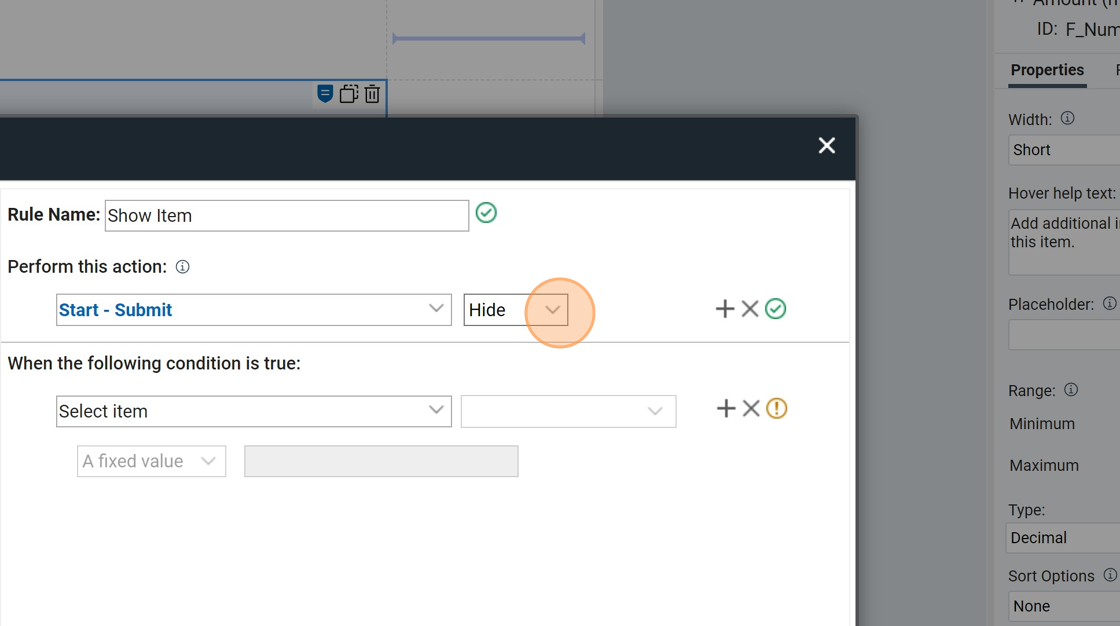 Amount (
ID: F_Num
Properties
Width:
Short
Hover help text:
Add additional i
this item.
Placeholder:
Range:
Minimum
Maximum
Type:
Decimal
Sort Options
None
Rule Name: Show Item
Perform this action:
Start - Submit Hide
When the following condition is true:
Select item
A fixed value